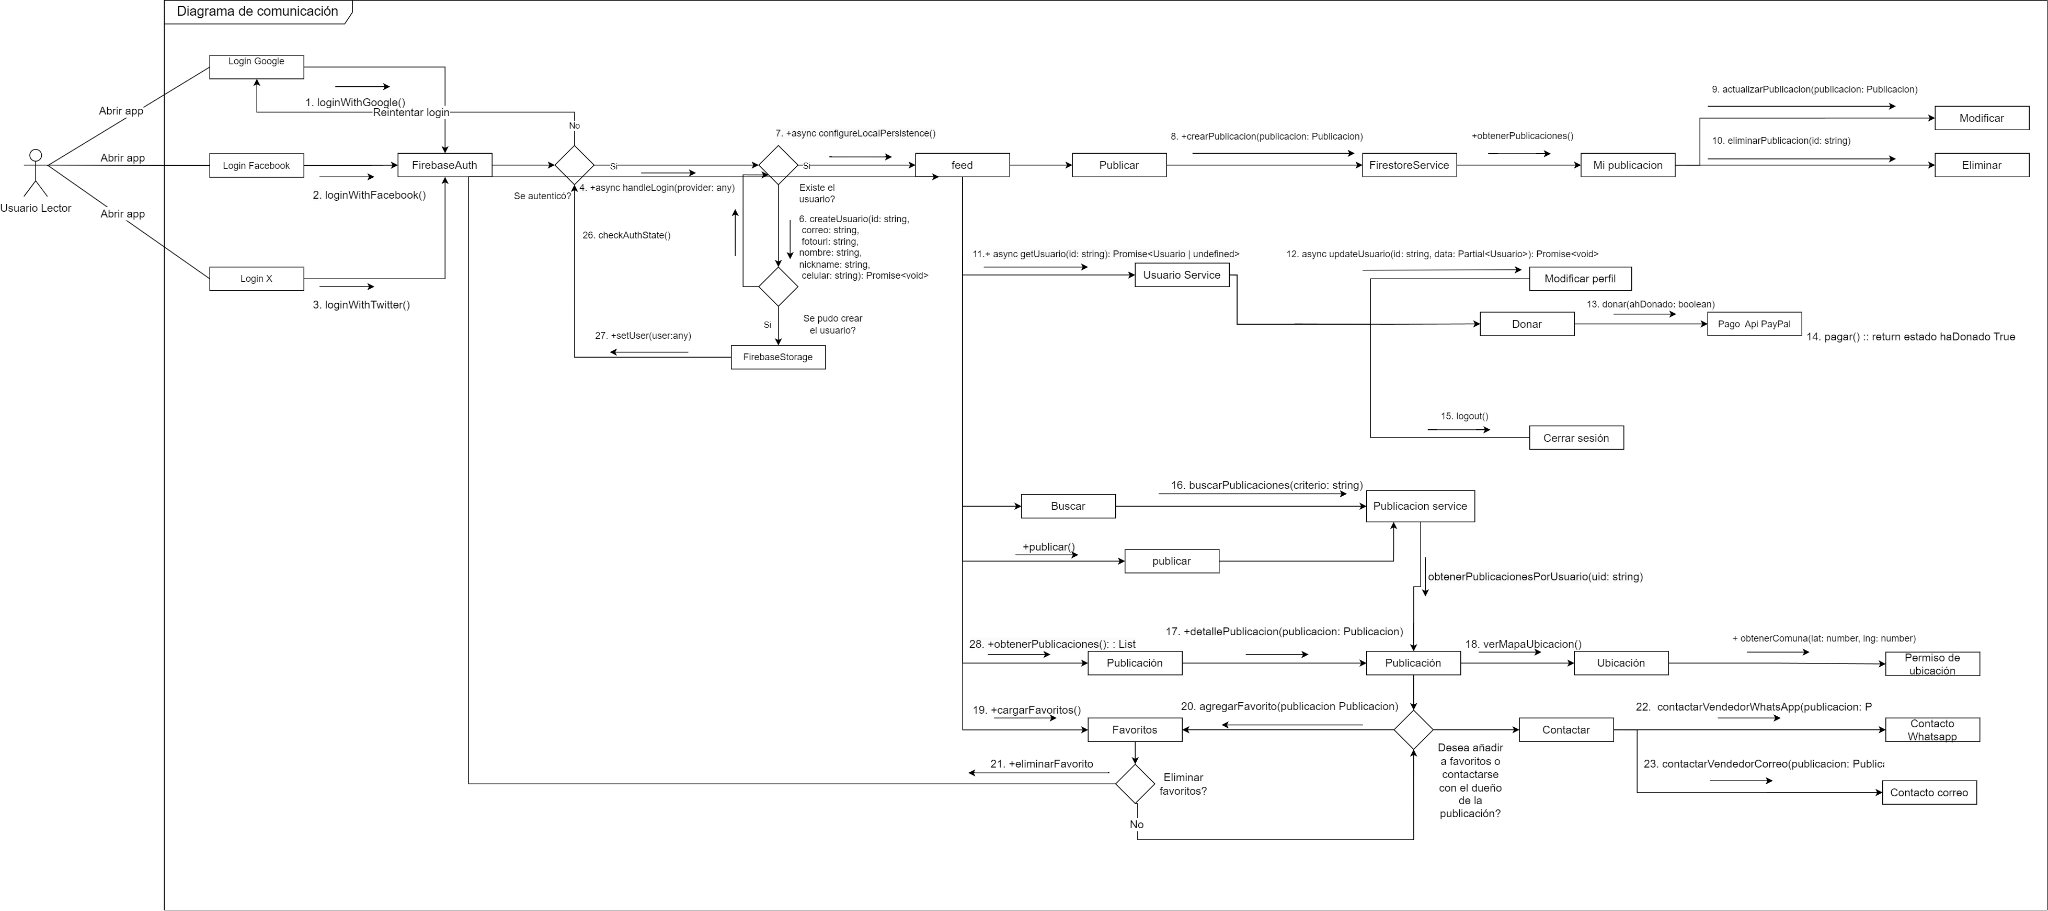 Diagrama de comunicación
Login Google
Abrir app
1. loginWithGoogle()
Reintentar login
No
Abrir app
Login Facebook
2. loginWithFacebook()
FirebaseAuth
Se autenticó?
Si
4. +async handleLogin(provider: any)
7. +async configureLocalPersistence()
Si
Existe el
usuario?
feed
Publicar
8. +crearPublicacion(publicacion: Publicacion)
FirestoreService
+obtenerPublicaciones()
Mi publicacion
9. actualizarPublicacion(publicacion: Publicacion)
Modificar
10. eliminarPublicacion(id: string)
Eliminar
Usuario Lector
Abrir app
Login X
3. loginWithTwitter()
26. checkAuthState()
6. createUsuario(id: string,
correo: string,
fotourl: string,
nombre: string,
nickname: string,
celular: string): Promise<void>
Se pudo crear
el usuario?
Si
27. +setUser(user:any)
FirebaseStorage
11.+ async getUsuario(id: string): Promise<Usuario | undefined>
Usuario Service
12. async updateUsuario(id: string, data: Partial<Usuario>): Promise<void>
Modificar perfil
Donar
13. donar(ahDonado: boolean)
Pago Api PayPal
14. pagar() :: return estado haDonado True
15. logout()
Cerrar sesión
Buscar
16. buscarPublicaciones(criterio: string)
Publicacion service
+publicar()
publicar
obtenerPublicacionesPorUsuario(uid: string)
28. +obtenerPublicaciones(): : List
Publicación
17. +detallePublicacion(publicacion: Publicacion)
Publicación
18. verMapaUbicacion()
Ubicación
+ obtenerComuna(lat: number, lng: number)
Permiso de
ubicación
19. +cargarFavoritos()
Favoritos
20. agregarFavorito(publicacion Publicacion)
Desea añadir
a favoritos o
contactarse
con el dueño
de la
publicación?
Contactar
22. contactarVendedorWhatsApp(publicacion: P
Contacto
Whatsapp
23. contactarVendedorCorreo(publicacion: Public
Contacto correo
21. +eliminarFavorito
Eliminar
favoritos?
No